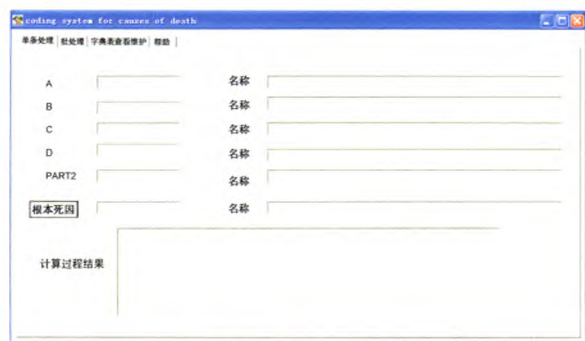 coding system for causes of death
单条处理 批处理 字典表查看维护 帮助
A 名称
B 名称
C 名称
D 名称
PART2 名称
根本死因 名称
计算过程结果